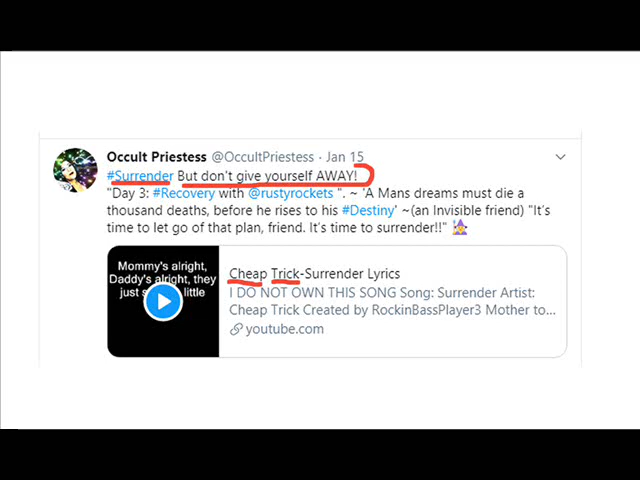 Occult Priestess @OccultPriestess · Jan 15
#Surrender But don't give yourself AWAY!
"Day 3: #Recovery with @rustyrockets ". ~ 'A Mans dreams must die a
thousand deaths, before he rises to his #Destiny' ~(an Invisible friend) "It's
time to let go of that plan, friend. It's time to surrender!!"
Mommy's alright,
Daddy's alright, they
just little
Cheap Trick-Surrender Lyrics
I DO NOT OWN THIS SONG Song: Surrender Artist:
Cheap Trick Created by RockinBassPlayer3 Mother to...
youtube.com